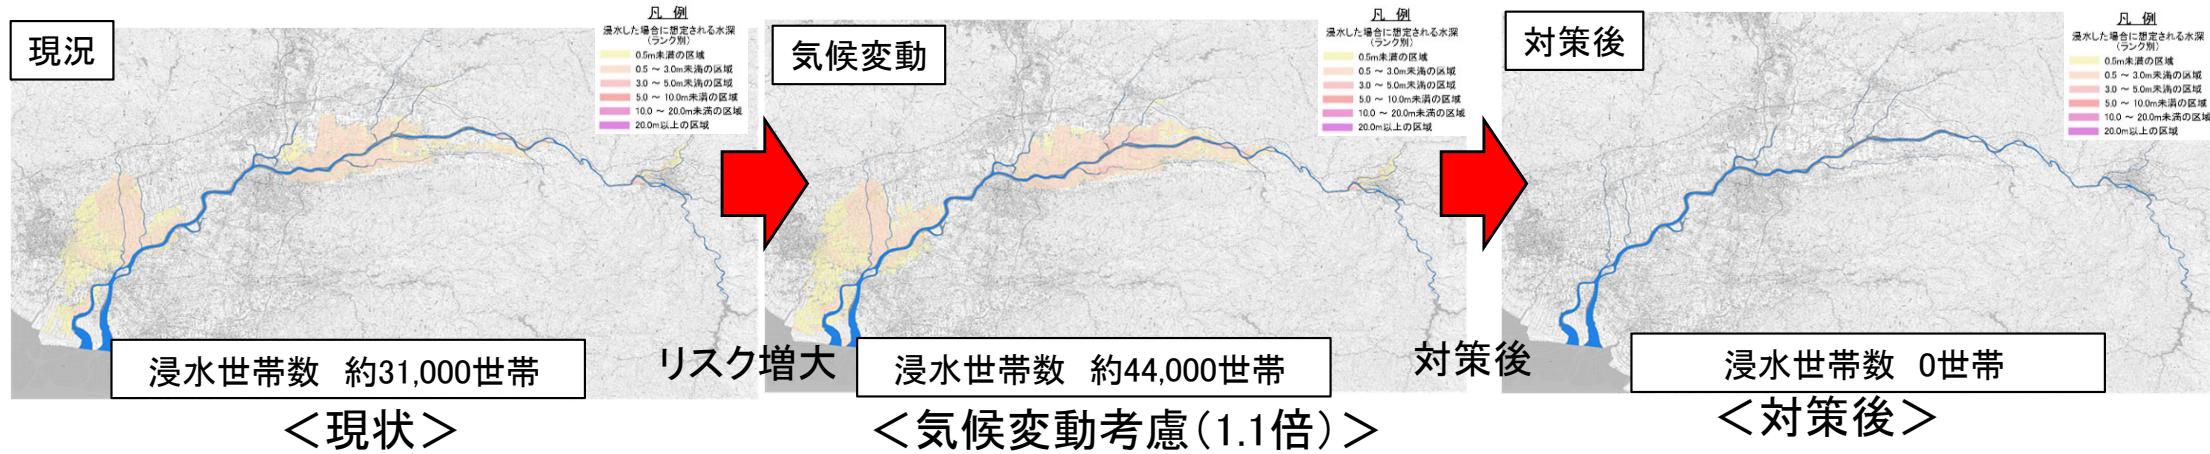 現況
凡 例
浸水した場合に想定される水深
(ランク別)
0.5m未満の区域
0.5 ～ 3.0m未満の区域
3.0 ～ 5.0m未満の区域
5.0 ～ 10.0m未満の区域
10.0 ～ 20.0m未満の区域
20.0m以上の区域
浸水世帯数 約31,000世帯
＜現状＞
リスク増大
気候変動
凡 例
浸水した場合に想定される水深
(ランク別)
0.5m未満の区域
0.5 ～ 3.0m未満の区域
3.0 ～ 5.0m未満の区域
5.0 ～ 10.0m未満の区域
10.0 ～ 20.0m未満の区域
20.0m以上の区域
浸水世帯数 約44,000世帯
＜気候変動考慮（1.1倍）＞
対策後
対策後
凡 例
浸水した場合に想定される水深
(ランク別)
0.5m未満の区域
0.5 ～ 3.0m未満の区域
3.0 ～ 5.0m未満の区域
5.0 ～ 10.0m未満の区域
10.0 ～ 20.0m未満の区域
20.0m以上の区域
浸水世帯数 0世帯
＜対策後＞